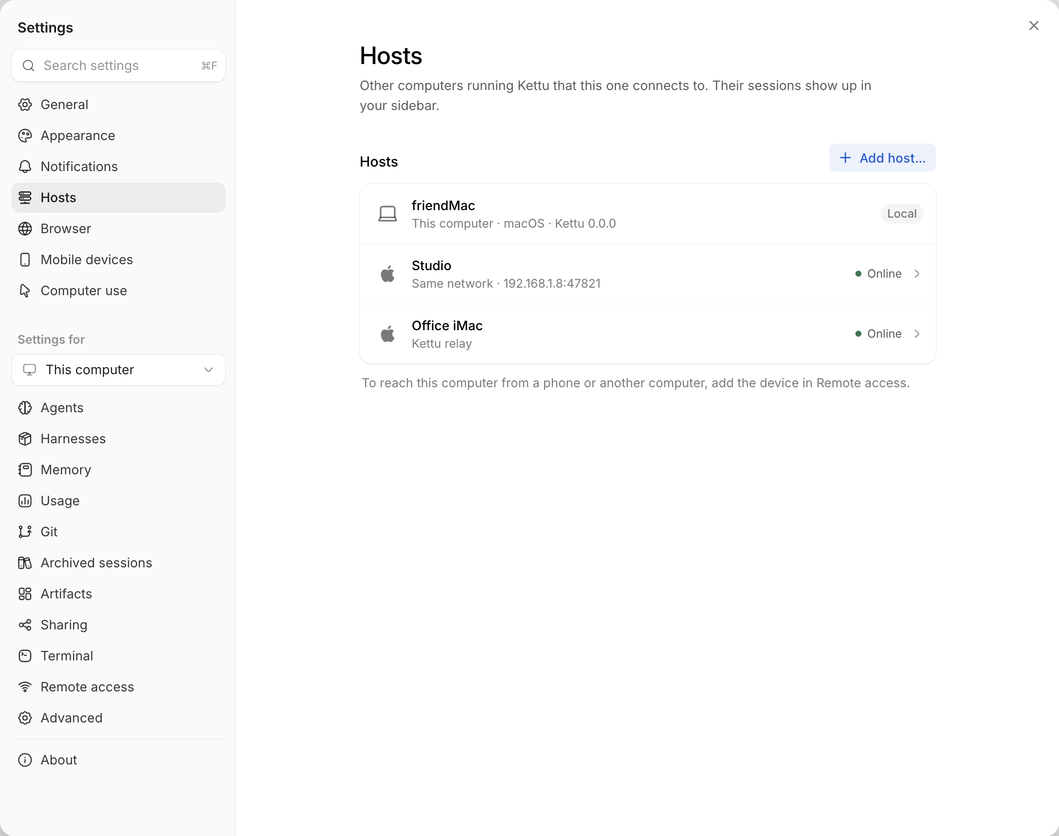 Settings
Search settings ⌘F
General
Appearance
Notifications
Hosts
Browser
Mobile devices
Computer use
Settings for
This computer
Agents
Harnesses
Memory
Usage
Git
Archived sessions
Artifacts
Sharing
Terminal
Remote access
Advanced
About
Hosts
Other computers running Kettu that this one connects to. Their sessions show up in
your sidebar.
Hosts
Add host...
friendMac
This computer · macOS · Kettu 0.0.0
Local
Studio
Same network · 192.168.1.8:47821
Online
Office iMac
Kettu relay
Online
To reach this computer from a phone or another computer, add the device in Remote access.